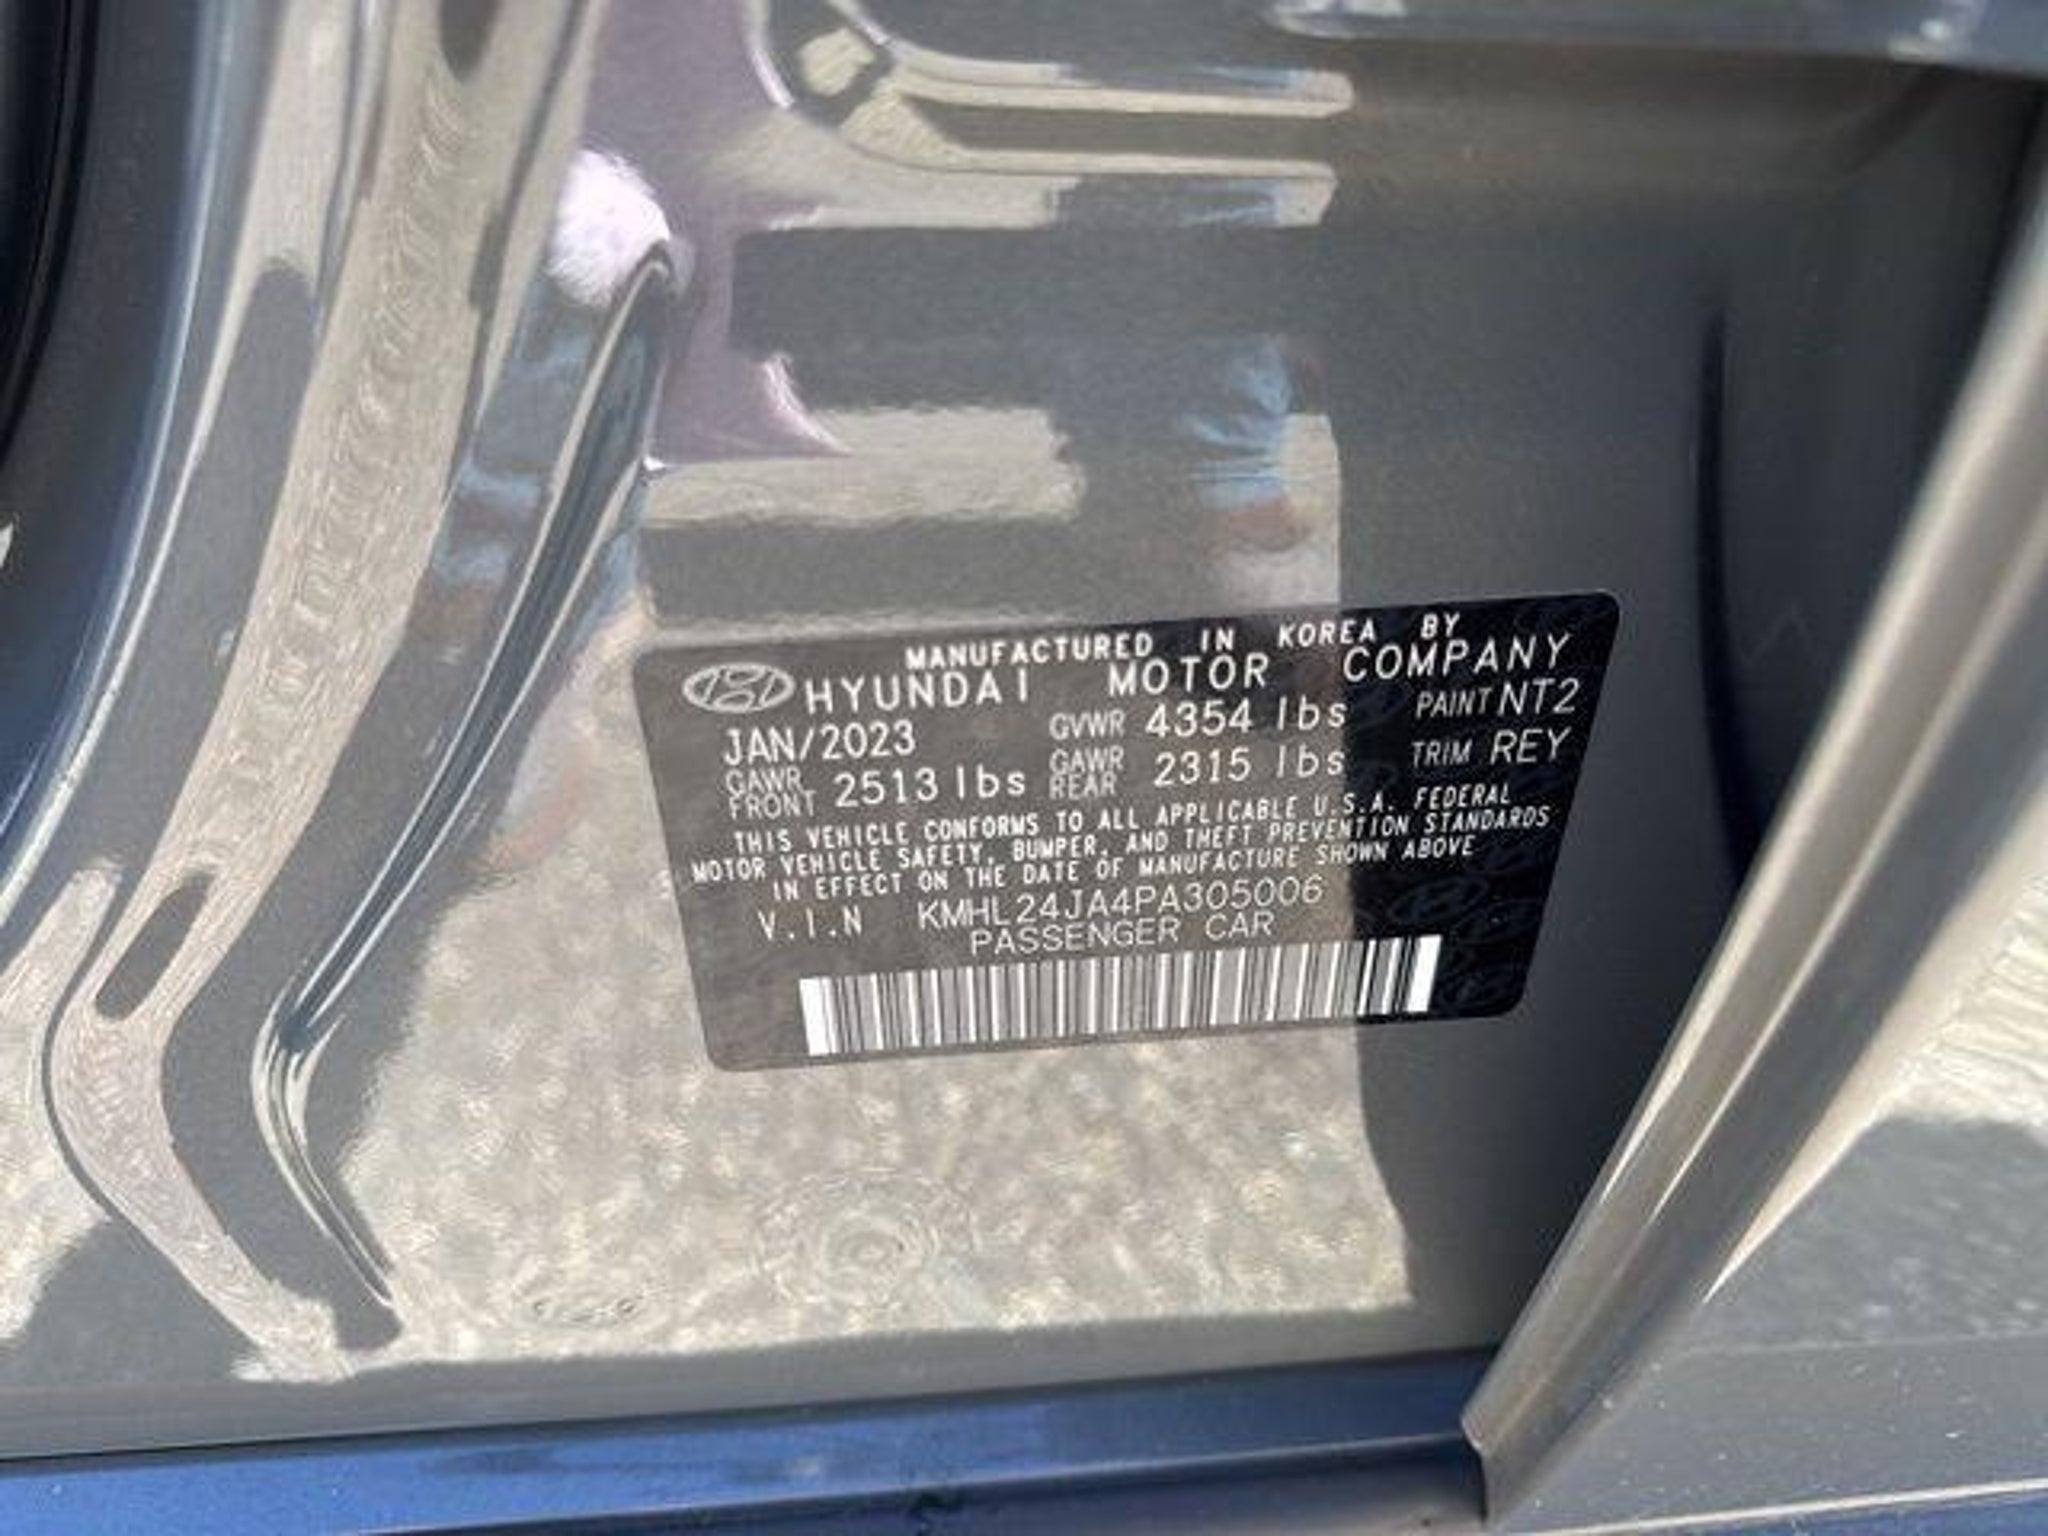 MANUFACTURED IN KOREA BY
HYUNDAI MOTOR COMPANY
JAN/2023 GVWR 4354 lbs PAINT NT2
GAWR FRONT 2513 lbs GAWR REAR 2315 lbs TRIM REY
THIS VEHICLE CONFORMS TO ALL APPLICABLE U.S.A. FEDERAL
MOTOR VEHICLE SAFETY, BUMPER, AND THEFT PREVENTION STANDARDS
IN EFFECT ON THE DATE OF MANUFACTURE SHOWN ABOVE
V.I.N KMHL24JA4PA305006
PASSENGER CAR